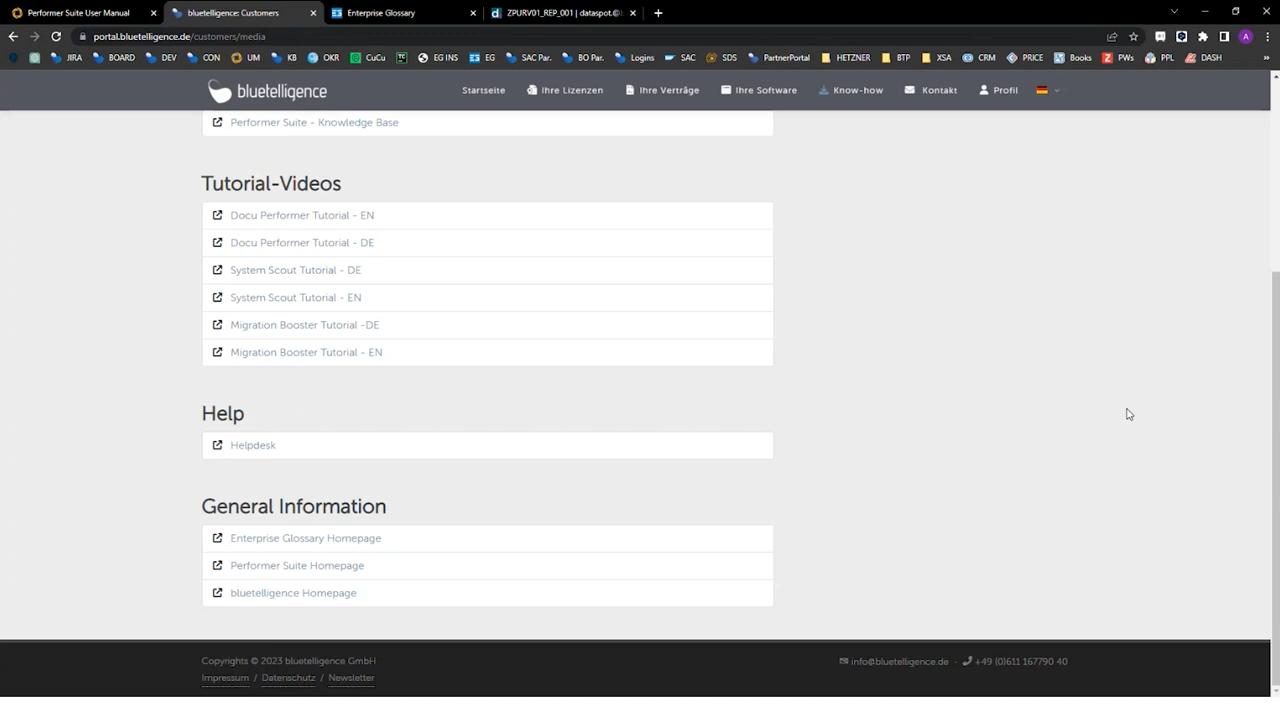 Performer Suite User Manual
bluetelligence: Customers
Enterprise Glossary
ZPURV01_REP_001 | dataspot.@
portal.bluetelligence.de/customers/media
JIRA BOARD DEV CON UM KB OKR CuCu EG INS EG SAC Par. BO Par. Logins SAC SDS PartnerPortal HETZNER BTP XSA CRM PRICE Books PWs PPL DASH »
bluetelligence
Startseite Ihre Lizenzen Ihre Verträge Ihre Software Know-how Kontakt Profil
Performer Suite - Knowledge Base
Tutorial-Videos
Docu Performer Tutorial - EN
Docu Performer Tutorial - DE
System Scout Tutorial - DE
System Scout Tutorial - EN
Migration Booster Tutorial -DE
Migration Booster Tutorial - EN
Help
Helpdesk
General Information
Enterprise Glossary Homepage
Performer Suite Homepage
bluetelligence Homepage
Copyrights © 2023 bluetelligence GmbH
Impressum / Datenschutz / Newsletter
info@bluetelligence.de - +49 (0)611 167790 40